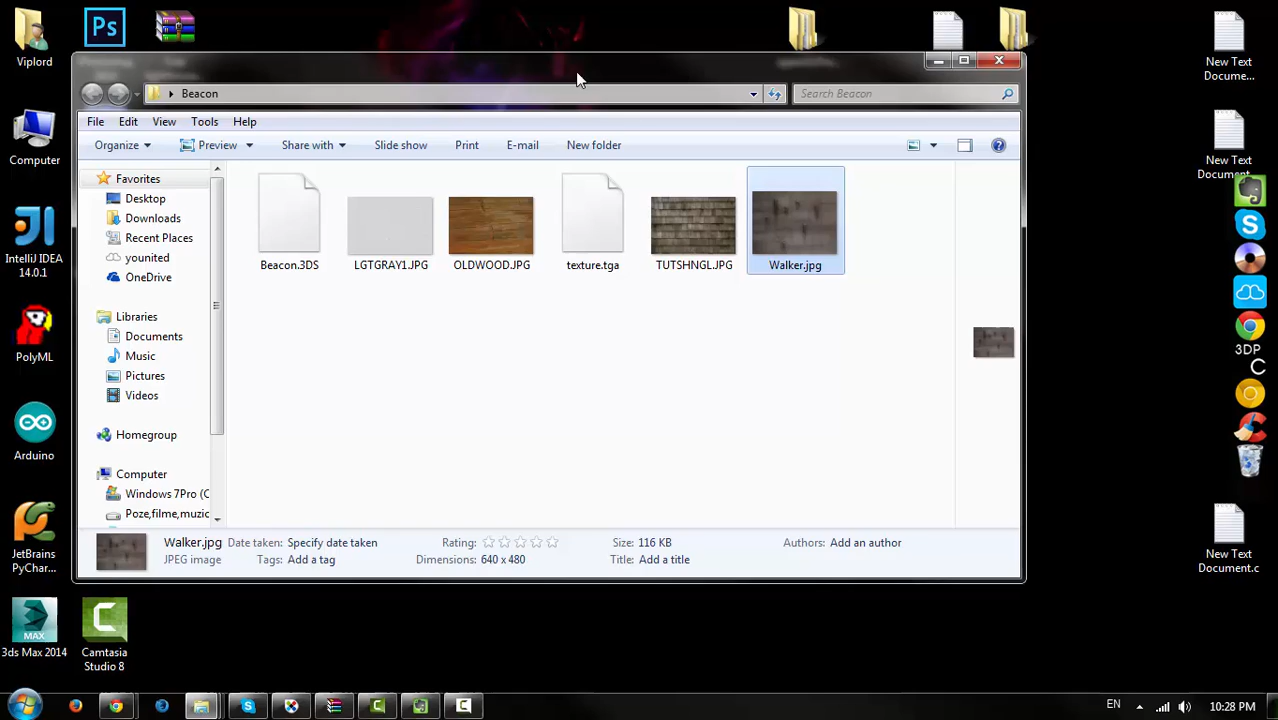 Ps
Viplord
New Text
Docume...
Beacon
Search Beacon
File Edit View Tools Help
Organize Preview Share with Slide show Print E-mail New folder
Computer
New Text
Document
Favorites
Desktop
Downloads
Recent Places
younited
OneDrive
Beacon.3DS
LGTGRAY1.JPG
OLDWOOD.JPG
texture.tga
TUTSHNGL.JPG
Walker.jpg
IntelliJ IDEA
14.0.1
Libraries
Documents
Music
Pictures
Videos
PolyML
3DP
C
Homegroup
Arduino
Computer
Windows 7Pro (C
Poze,filme,muzic
JetBrains
PyChar...
Walker.jpg Date taken: Specify date taken Rating: Size: 116 KB Authors: Add an author
JPEG image Tags: Add a tag Dimensions: 640 x 480 Title: Add a title
New Text
Document.c
MAX
3ds Max 2014
Camtasia
Studio 8
EN
10:28 PM